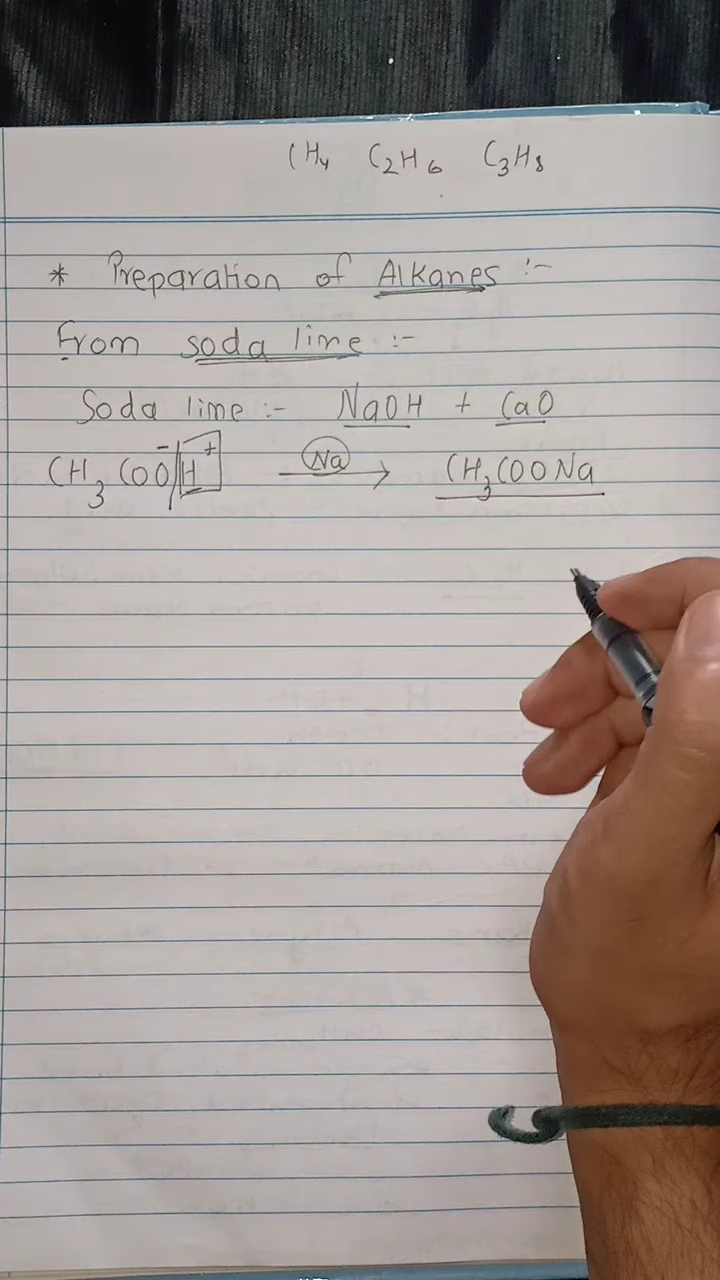 CH4 C2H6 C3H8
* Preparation of Alkanes :-
From soda lime :-
Soda lime :- NaOH + CaO
CH3COO⁻ H⁺ Na → CH3COONa